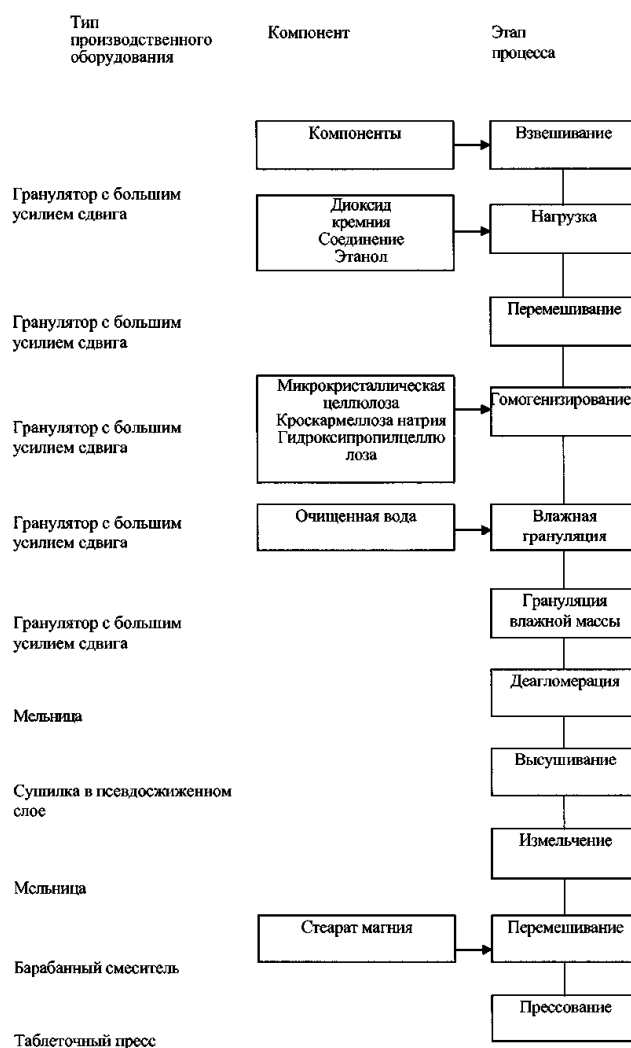 Тип
производственного
оборудования
Компонент
Этап
процесса
Компоненты
Взвешивание
Гранулятор с большим
усилием сдвига
Диоксид
кремния
Соединение
Этанол
Нагрузка
Гранулятор с большим
усилием сдвига
Перемешивание
Гранулятор с большим
усилием сдвига
Микрокристаллическая
целлюлоза
Кроскармеллоза натрия
Гидроксипропилцеллю
лоза
Гомогенизирование
Гранулятор с большим
усилием сдвига
Очищенная вода
Влажная
грануляция
Гранулятор с большим
усилием сдвига
Грануляция
влажной массы
Деагломерация
Мельница
Высушивание
Сушилка в псевдосжиженном
слое
Измельчение
Мельница
Стеарат магния
Перемешивание
Барабанный смеситель
Прессование
Таблеточный пресс